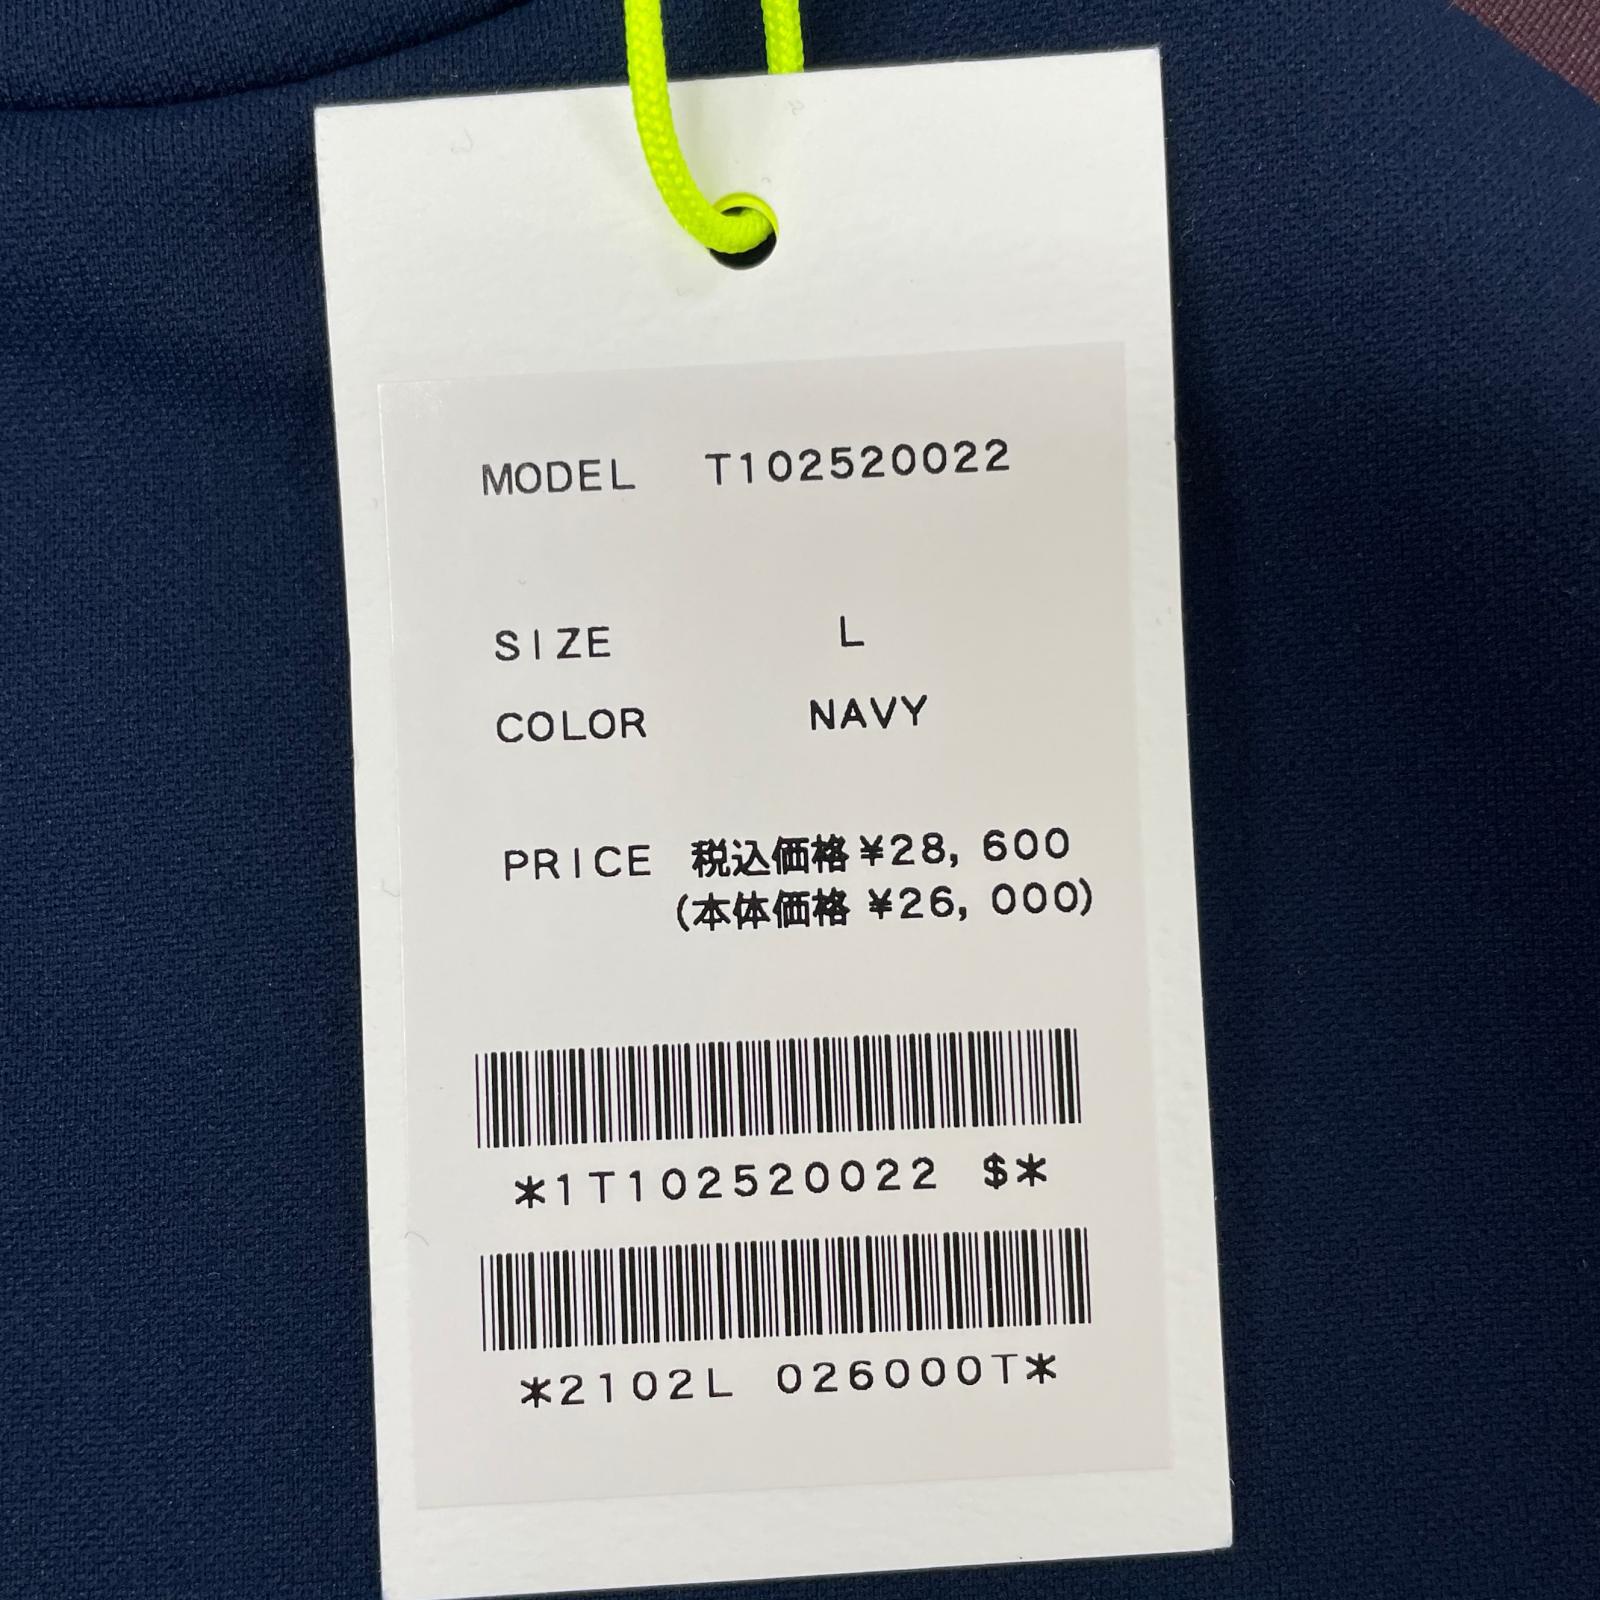 MODEL T102520022
SIZE L
COLOR NAVY
PRICE 税込価格 ¥28,600
(本体価格 ¥26,000)
*1T102520022 $*
*2102L 026000T*